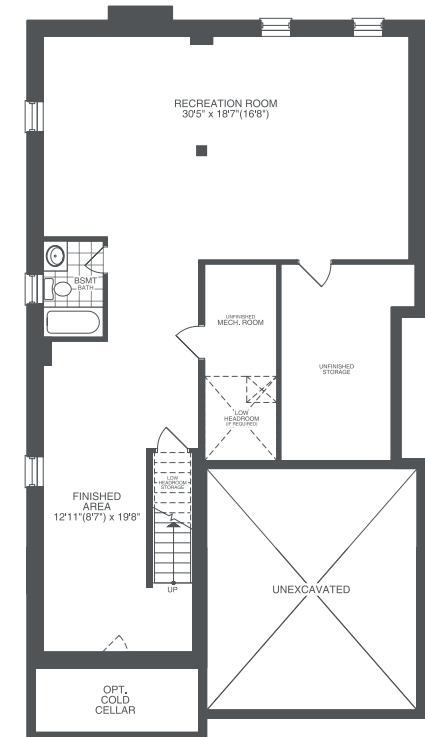 RECREATION ROOM
30'5" x 18'7"(16'8")
BSMT
BATH
UNFINISHED
MECH. ROOM
UNFINISHED
STORAGE
LOW
HEADROOM
(IF REQUIRED)
LOW
HEADROOM
STORAGE
FINISHED
AREA
12'11"(8'7") x 19'8"
UP
UNEXCAVATED
OPT.
COLD
CELLAR